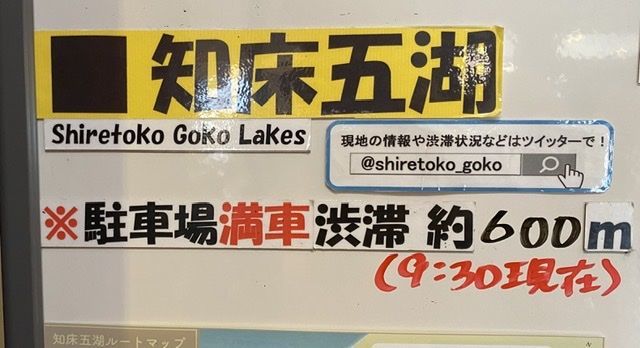 ■ 知床五湖
Shiretoko Goko Lakes
現地の情報や渋滞状況などはツイッターで！
@shiretoko_goko
※駐車場満車渋滞 約600m
(9:30現在)
知床五湖ルートマップ